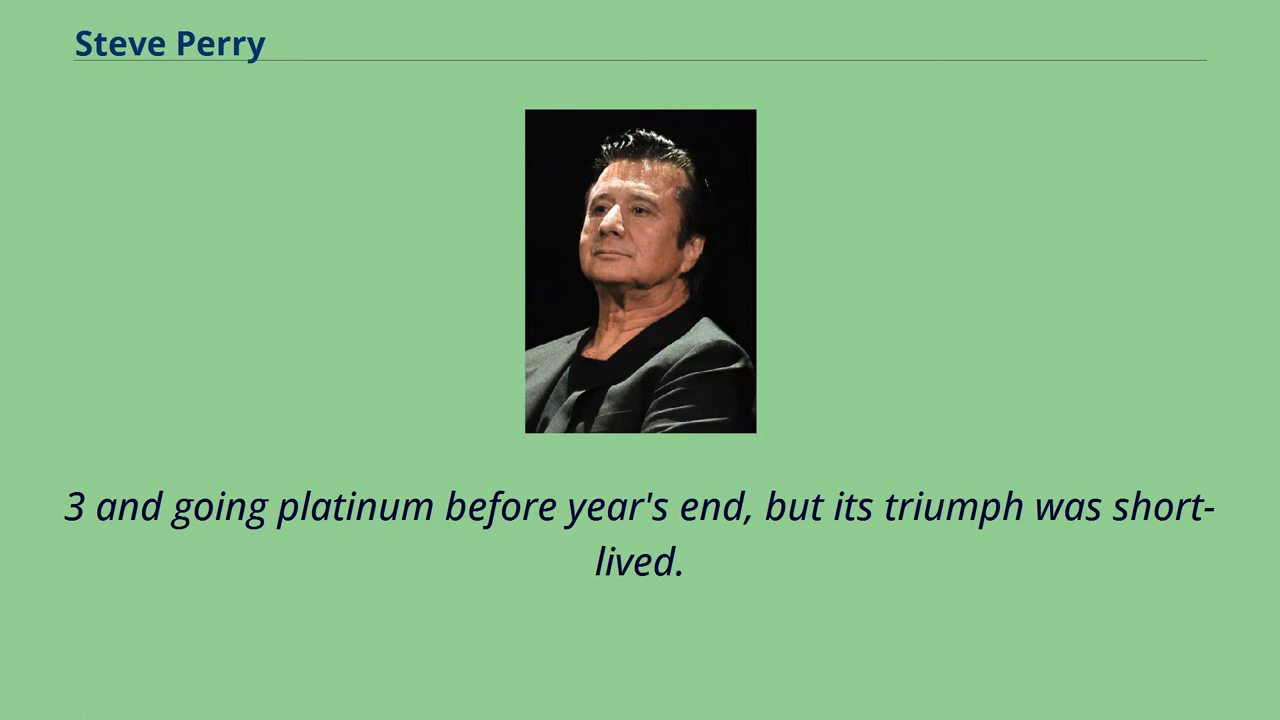 Steve Perry
3 and going platinum before year's end, but its triumph was short-
lived.